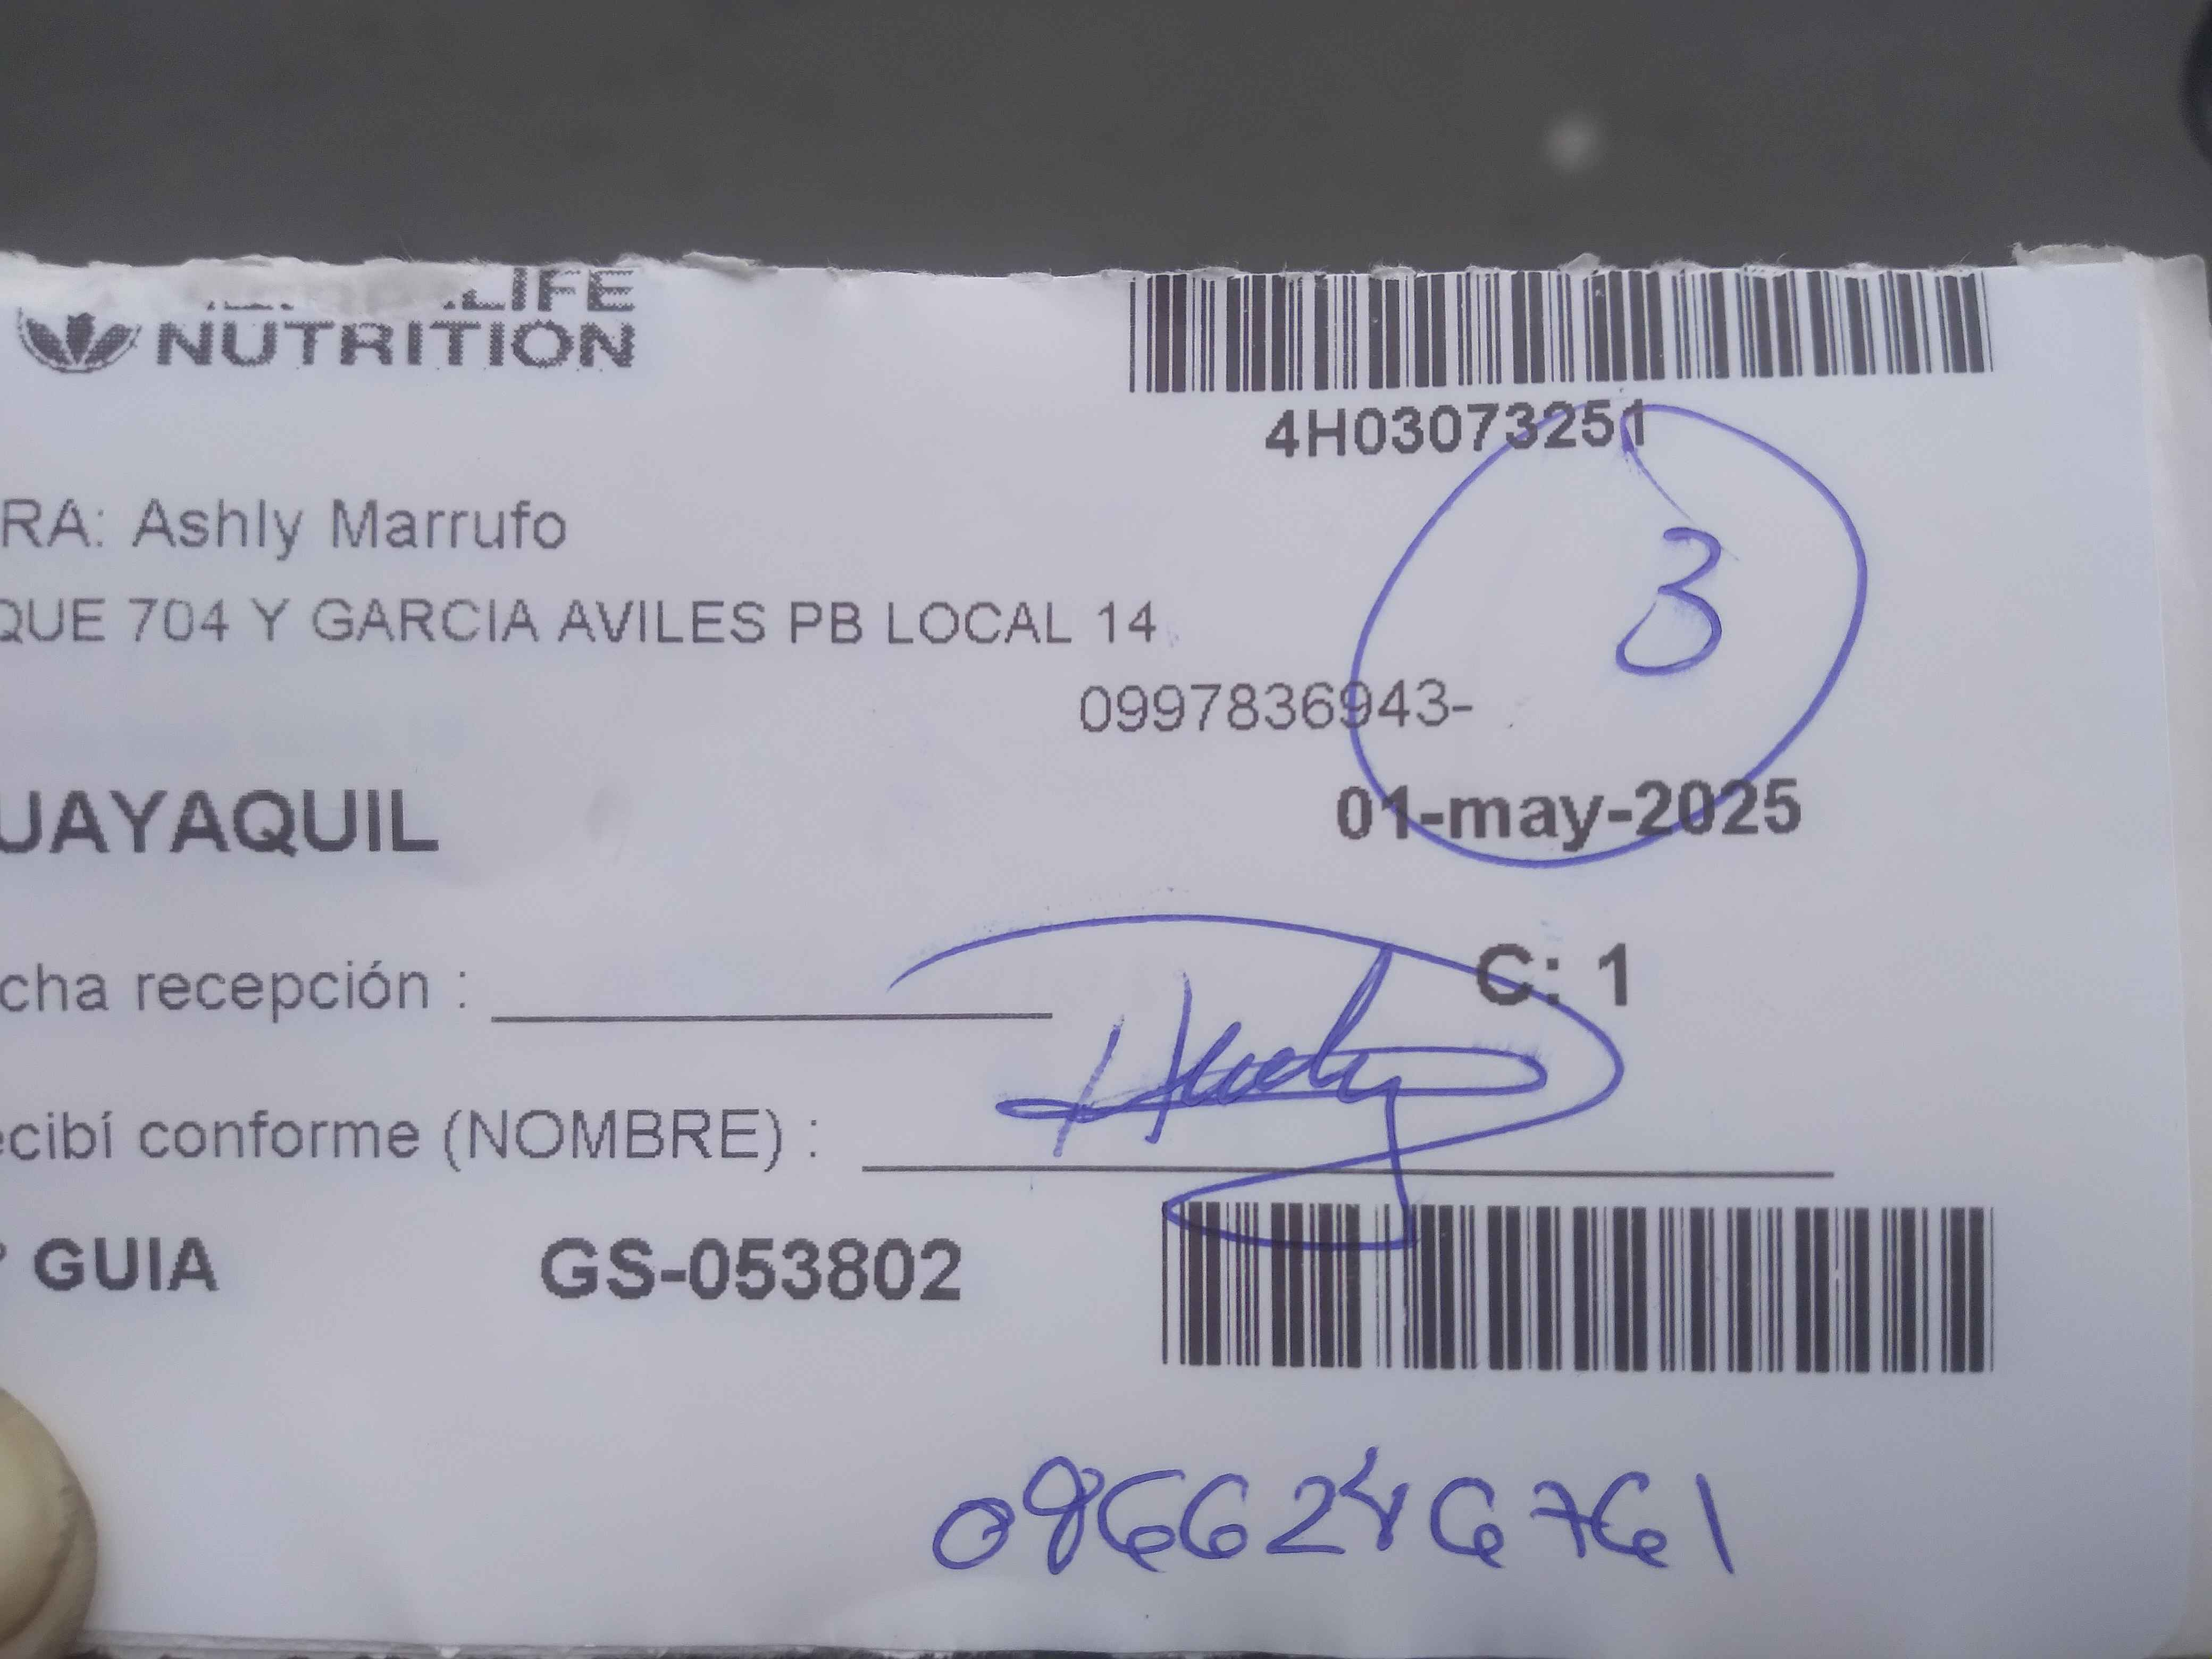 LIFE
NUTRITION
4H03073251
RA: Ashly Marrufo
3
QUE 704 Y GARCIA AVILES PB LOCAL 14
0997836943-
UAYAQUIL
01-may-2025
cha recepción :
C: 1
ecibí conforme (NOMBRE) :
GUIA GS-053802
0986246761